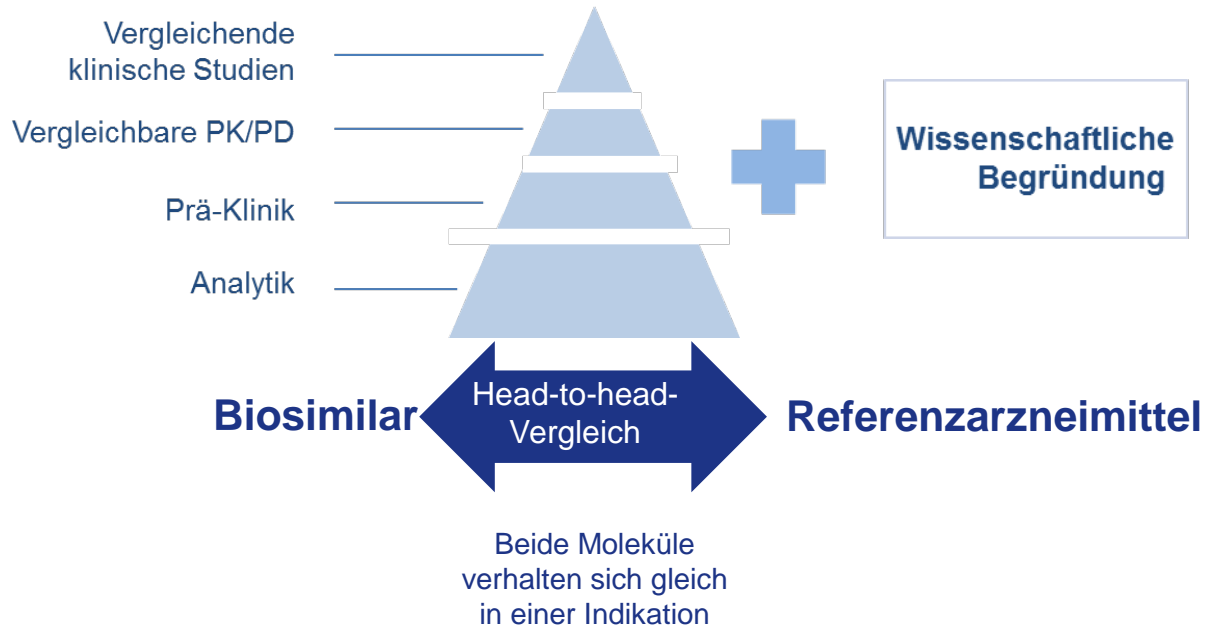 Vergleichende
klinische Studien
Vergleichbare PK/PD
Prä-Klinik
Analytik
Wissenschaftliche
Begründung
Biosimilar
Head-to-head-
Vergleich
Referenzarzneimittel
Beide Moleküle
verhalten sich gleich
in einer Indikation